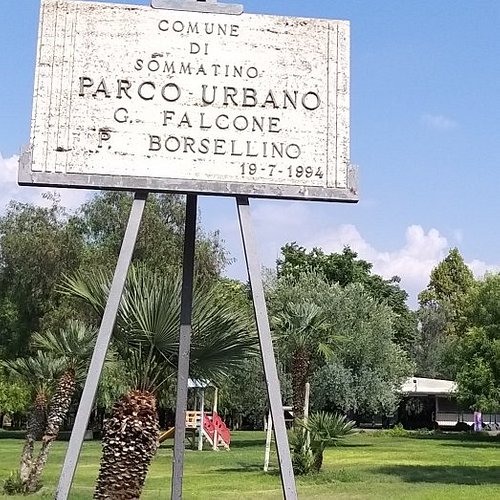 COMUNE
DI
SOMMATINO
PARCO URBANO
G. FALCONE
P. BORSELLINO
19-7-1994